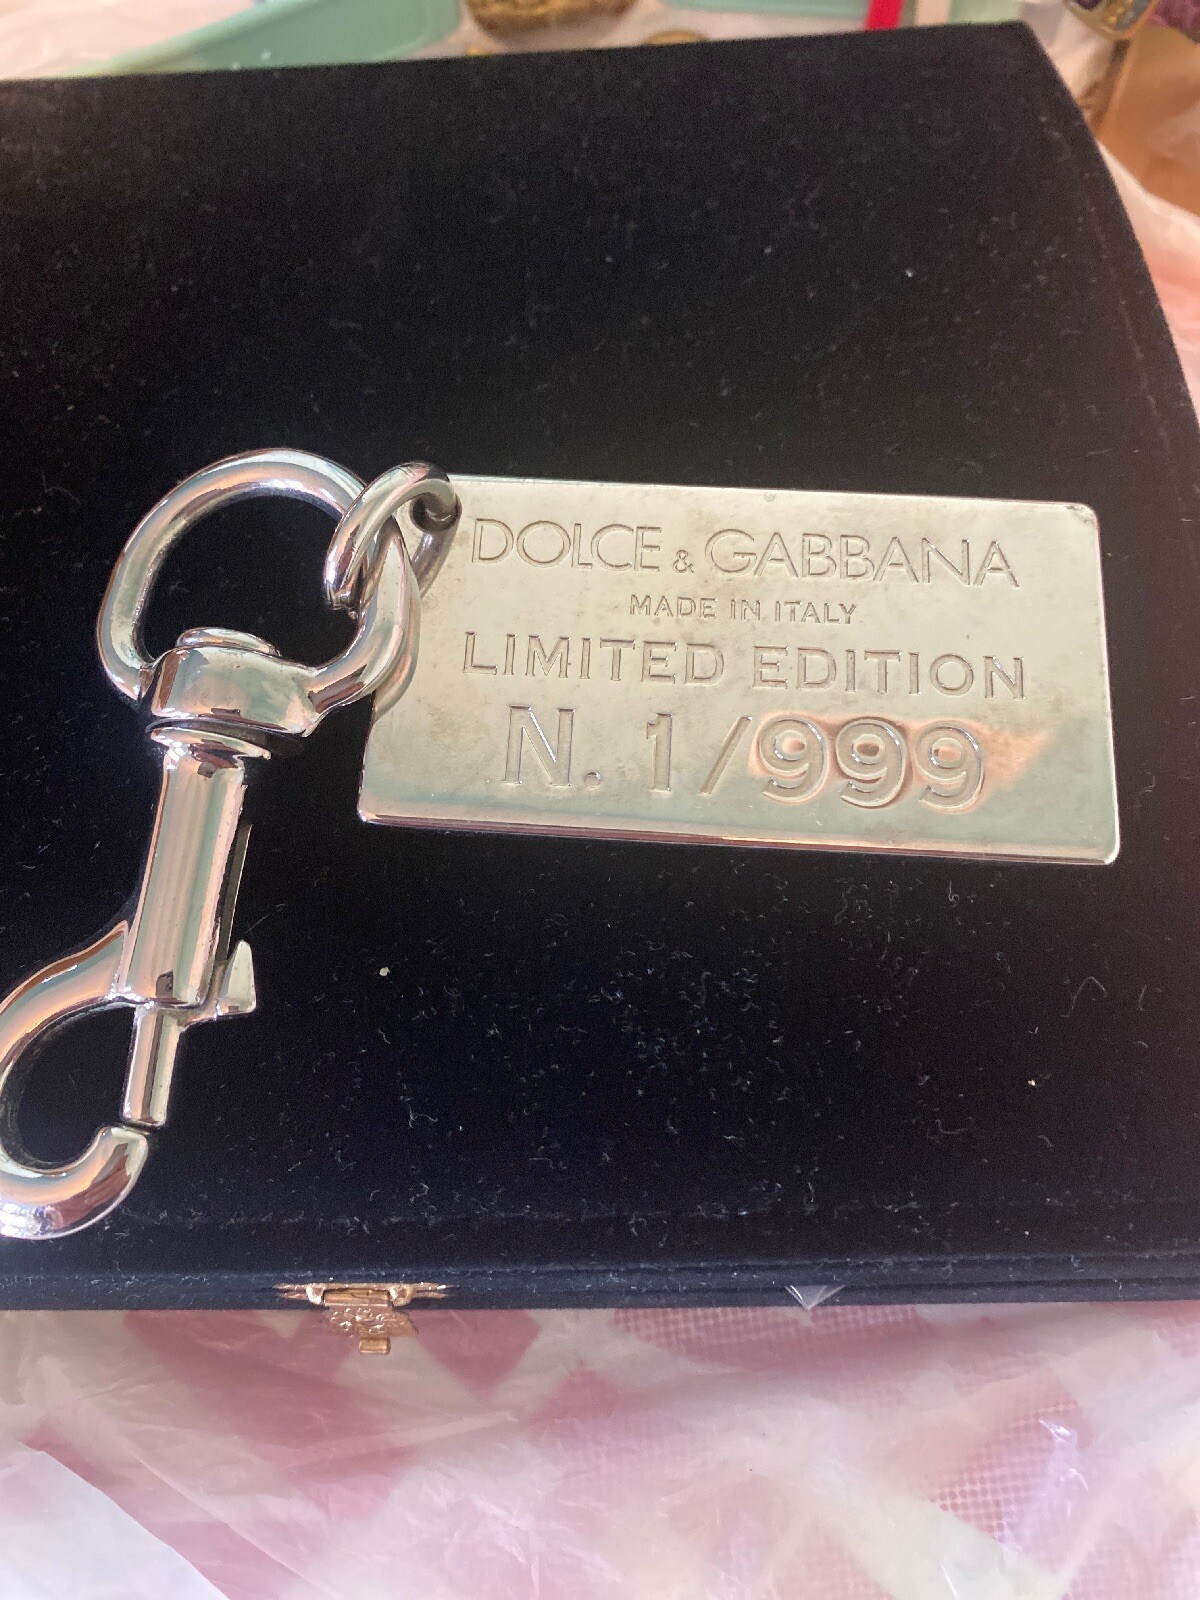 DOLCE & GABBANA
MADE IN ITALY
LIMITED EDITION
N. 1/999